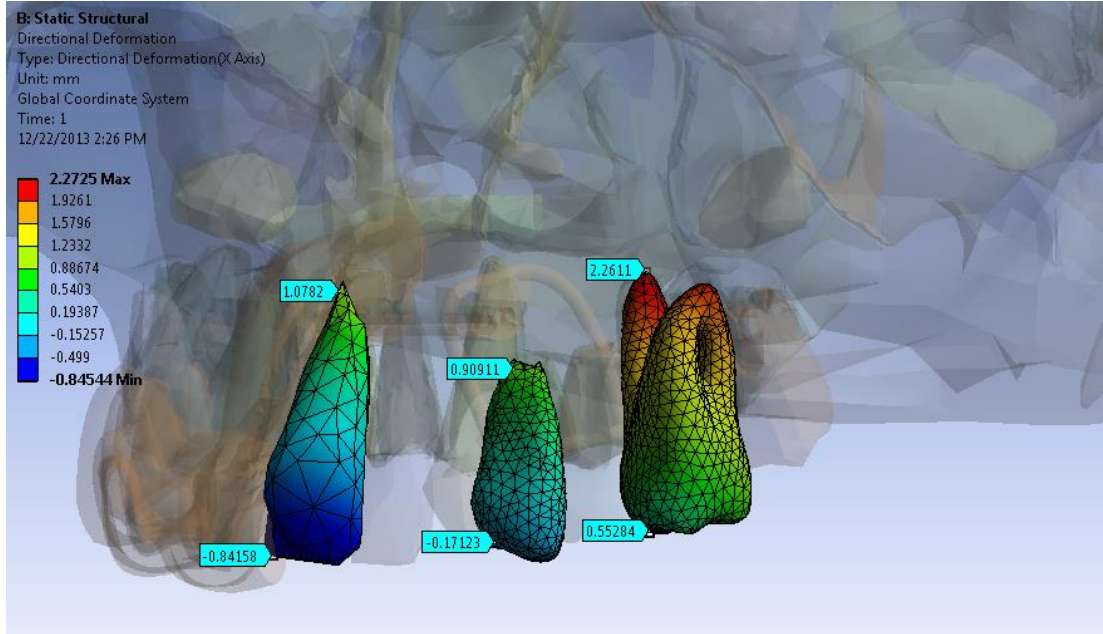 B: Static Structural
Directional Deformation
Type: Directional Deformation(X Axis)
Unit: mm
Global Coordinate System
Time: 1
12/22/2013 2:26 PM
2.2725 Max
1.9261
1.5796
1.2332
0.88674
0.5403
0.19387
-0.15257
-0.499
-0.84544 Min
1.0782
0.90911
2.2611
-0.84158
-0.17123
0.55284